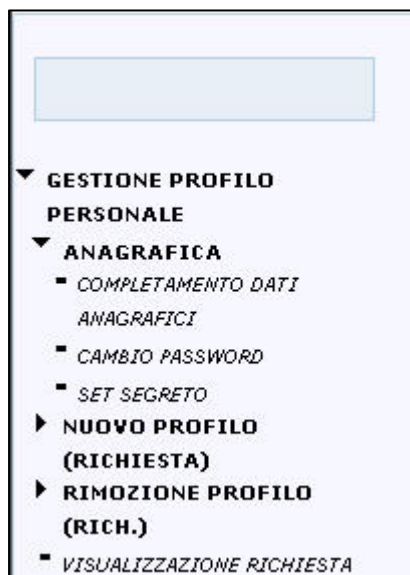 GESTIONE PROFILO
PERSONALE
ANAGRAFICA
COMPLETAMENTO DATI
ANAGRAFICI
CAMBIO PASSWORD
SET SEGRETO
NUOVO PROFILO
(RICHIESTA)
RIMOZIONE PROFILO
(RICH.)
VISUALIZZAZIONE RICHIESTA